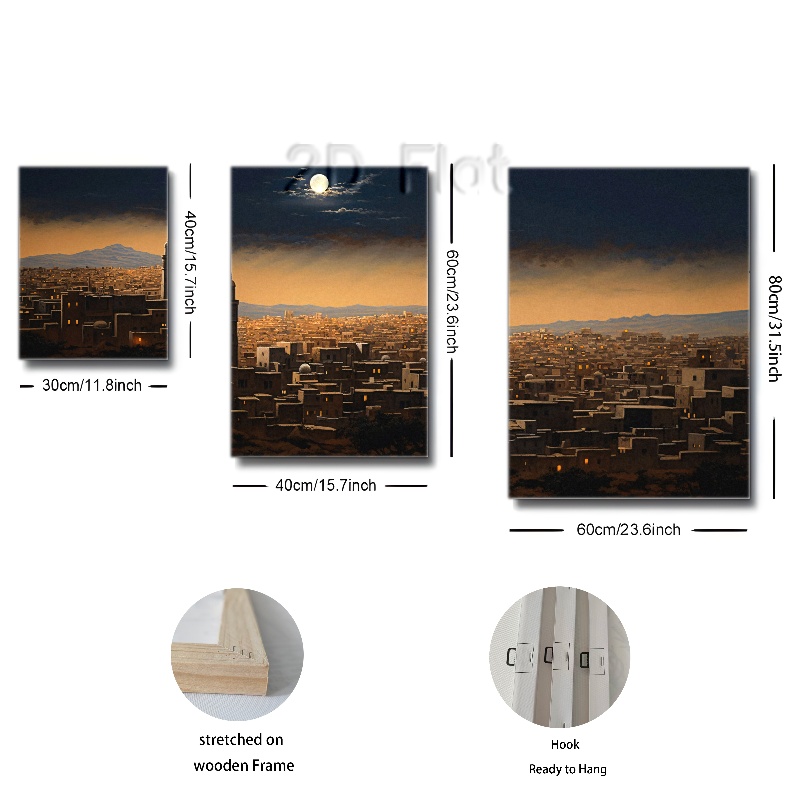 2D Flat
40cm/15.7inch
30cm/11.8inch
60cm/23.6inch
40cm/15.7inch
80cm/31.5inch
60cm/23.6inch
stretched on
wooden Frame
Hook
Ready to Hang